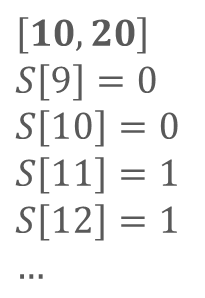 [10, 20]
S[9] = 0
S[10] = 0
S[11] = 1
S[12] = 1
...